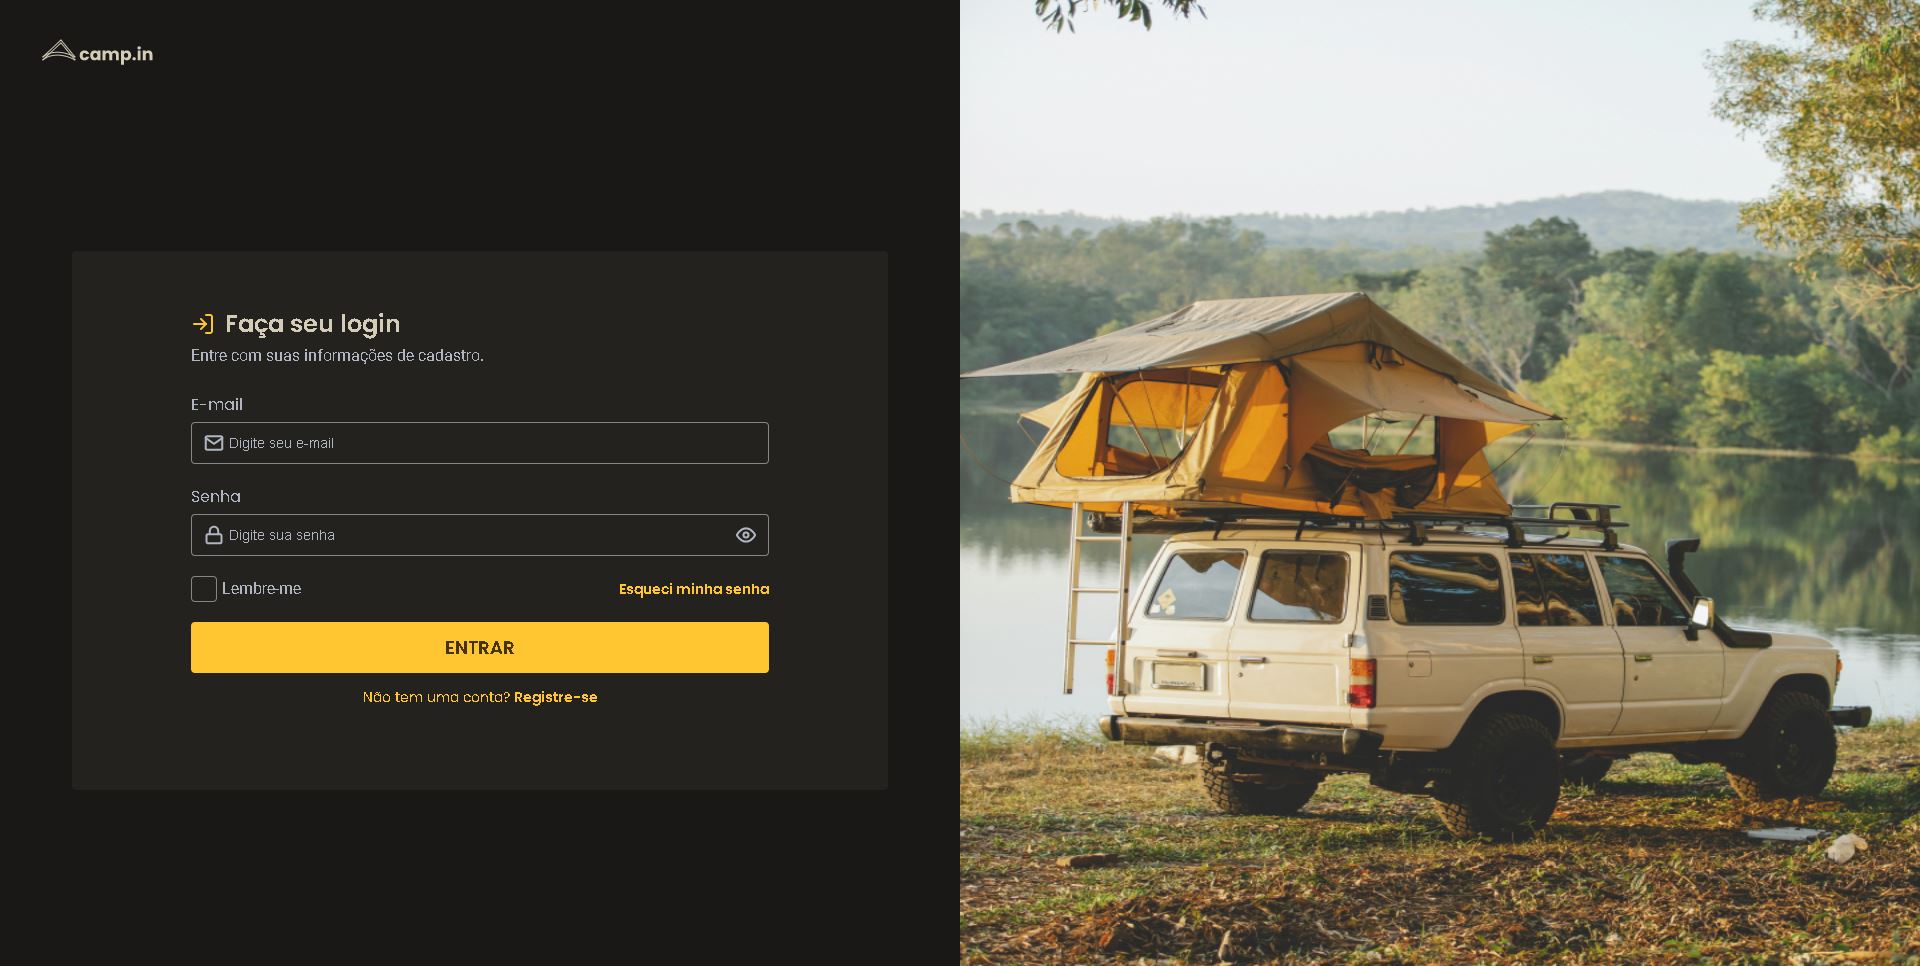 camp.in
Faça seu login
Entre com suas informações de cadastro.
E-mail
Digite seu e-mail
Senha
Digite sua senha
Lembre-me
Esqueci minha senha
ENTRAR
Não tem uma conta? Registre-se